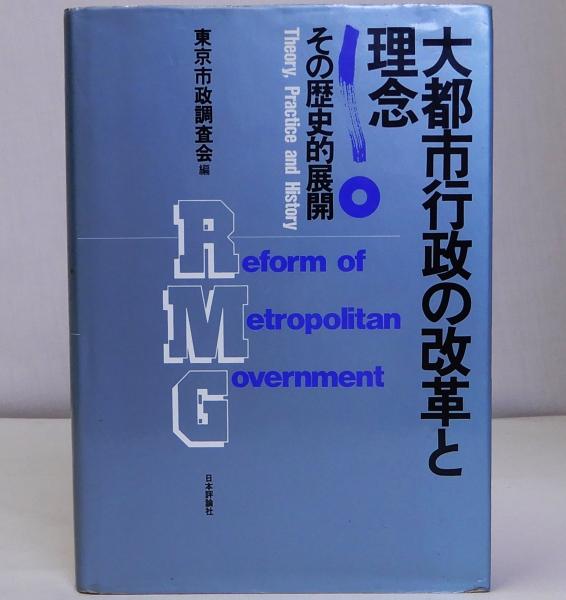 大都市行政の改革と
理念
その歴史的展開
Theory, Practice and History
東京市政調査会 編
Reform of
Metropolitan
Government
日本評論社